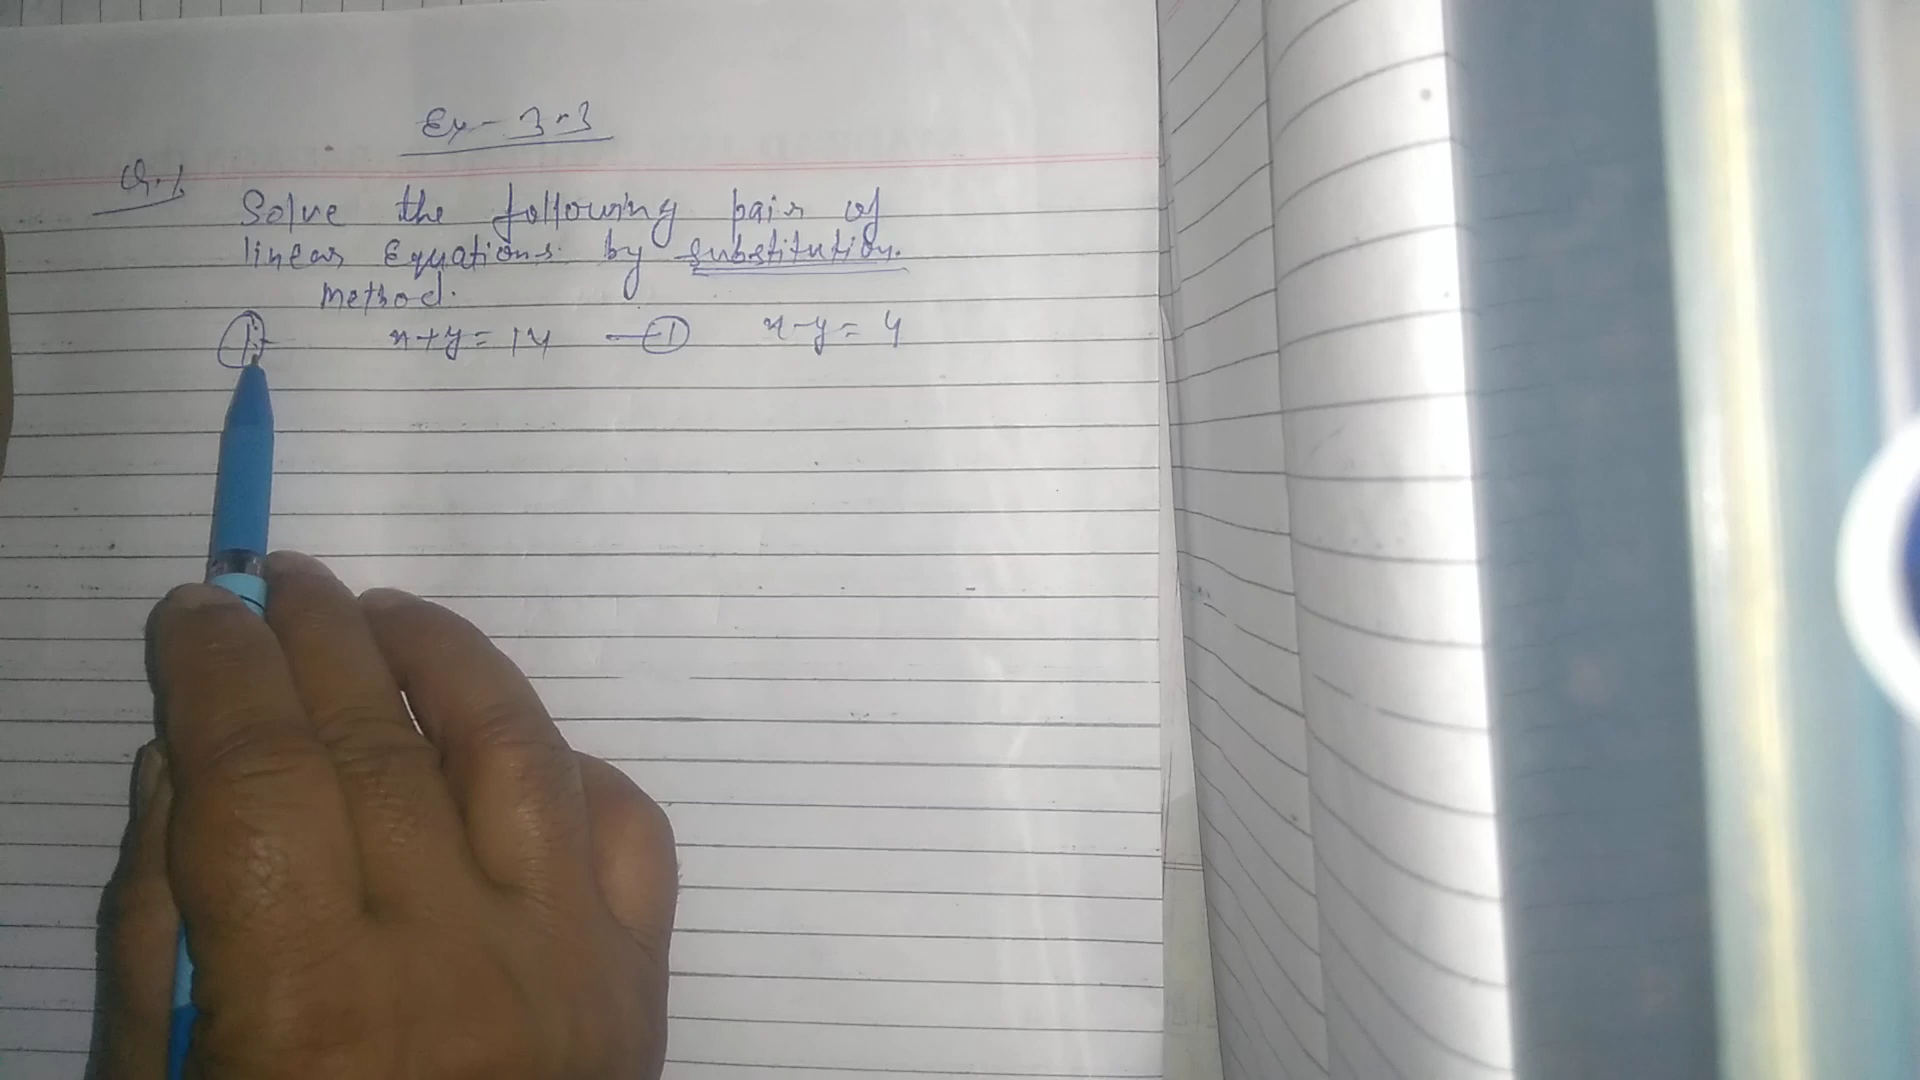 Ex - 3.3
Q.1
Solve the following pair of
linear Equations by substitution.
Method.
x+y = 14 —① x-y = 4